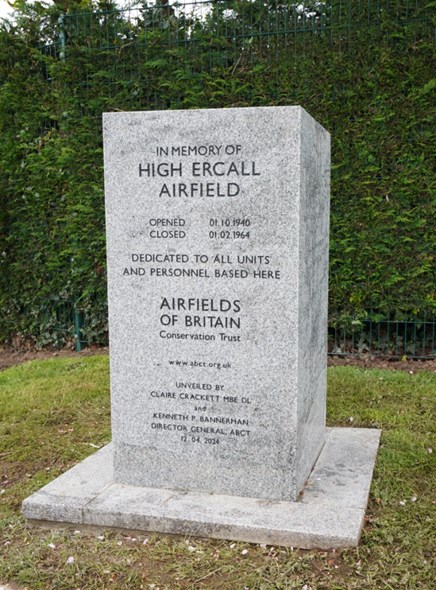 IN MEMORY OF
HIGH ERCALL
AIRFIELD
OPENED 01.10.1940
CLOSED 01.02.1964
DEDICATED TO ALL UNITS
AND PERSONNEL BASED HERE
AIRFIELDS
OF BRITAIN
Conservation Trust
www.abct.org.uk
UNVEILED BY
CLAIRE CRACKETT MBE DL
and
KENNETH P. BANNERMAN
DIRECTOR GENERAL, ABCT
12. 04. 2024